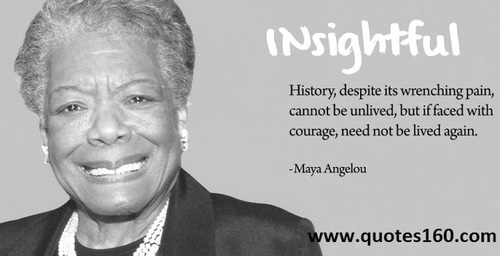 INsightful
History, despite its wrenching pain,
cannot be unlived, but if faced with
courage, need not be lived again.
-Maya Angelou
www.quotes160.com